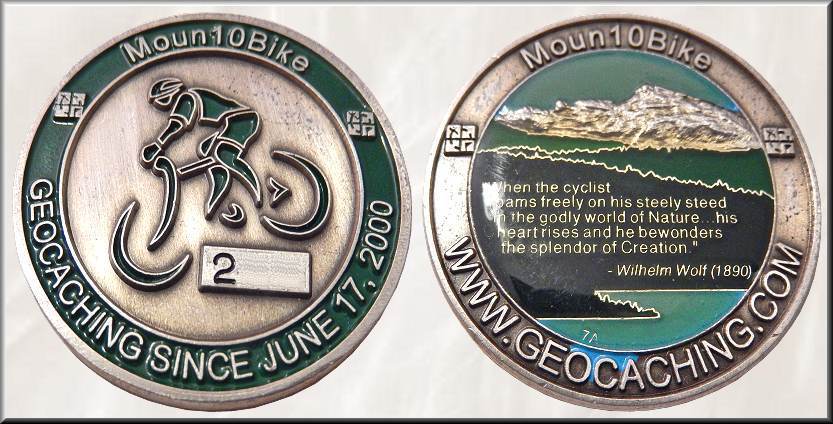 Moun10Bike
GEOCACHING SINCE JUNE 17, 2000
2
Moun10Bike
When the cyclist
roams freely on his steely steed
in the godly world of Nature...his
heart rises and he bewonders
the splendor of Creation."
- Wilhelm Wolf (1890)
WWW.GEOCACHING.COM